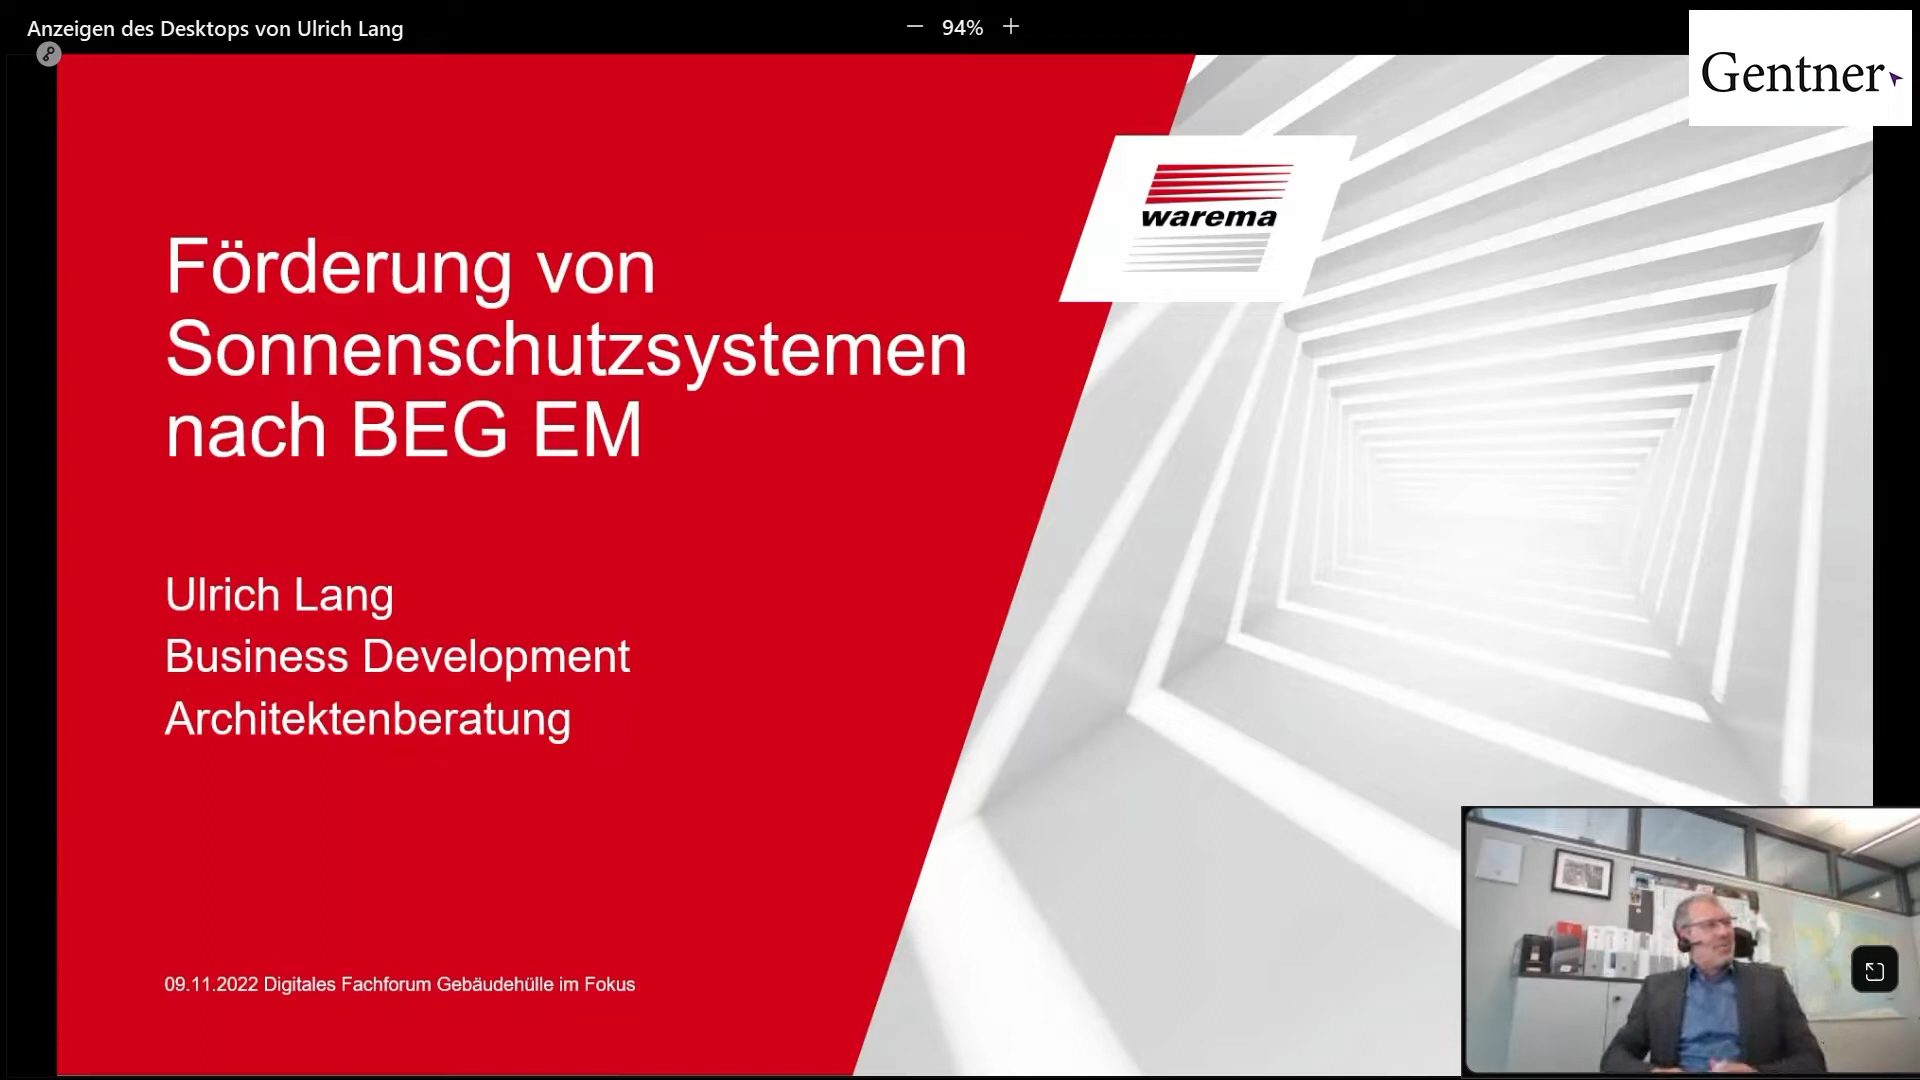 Anzeigen des Desktops von Ulrich Lang
94%
Gentner
warema
Förderung von
Sonnenschutzsystemen
nach BEG EM
Ulrich Lang
Business Development
Architektenberatung
09.11.2022 Digitales Fachforum Gebäudehülle im Fokus